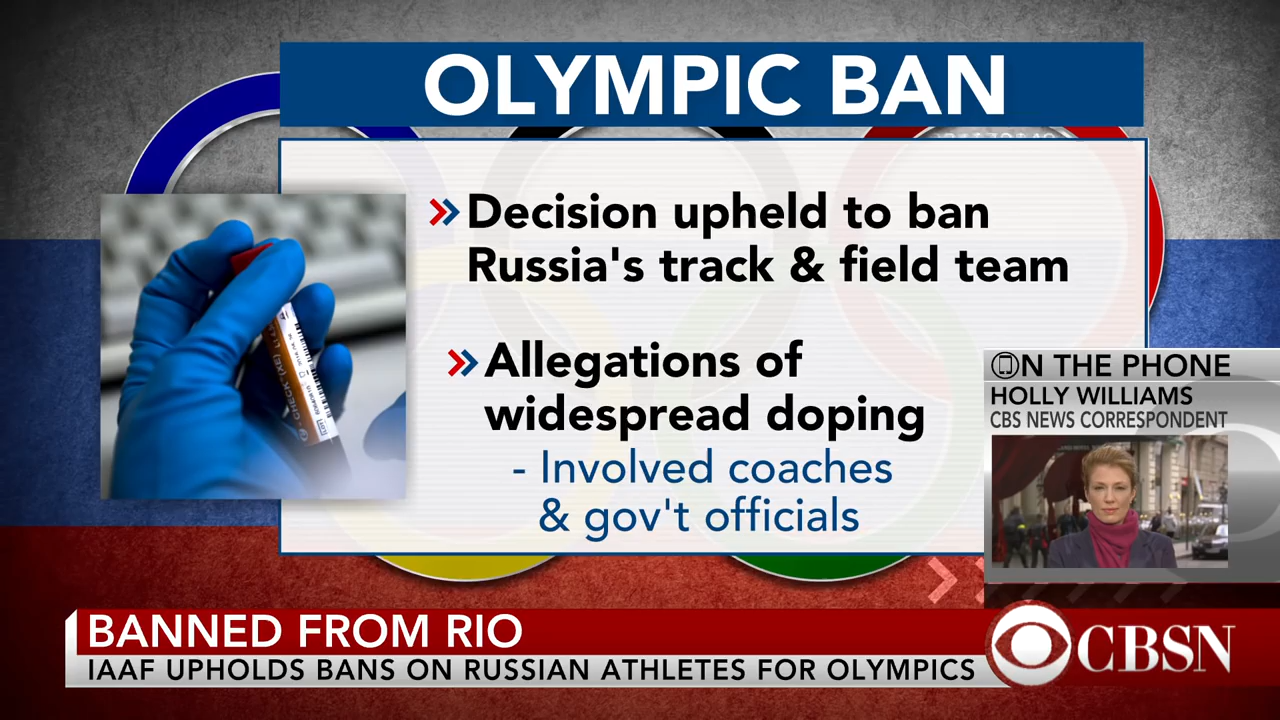 OLYMPIC BAN
Decision upheld to ban
Russia's track & field team
Allegations of
widespread doping
- Involved coaches
& gov't officials
ON THE PHONE
HOLLY WILLIAMS
CBS NEWS CORRESPONDENT
BANNED FROM RIO
IAAF UPHOLDS BANS ON RUSSIAN ATHLETES FOR OLYMPICS
CBSN